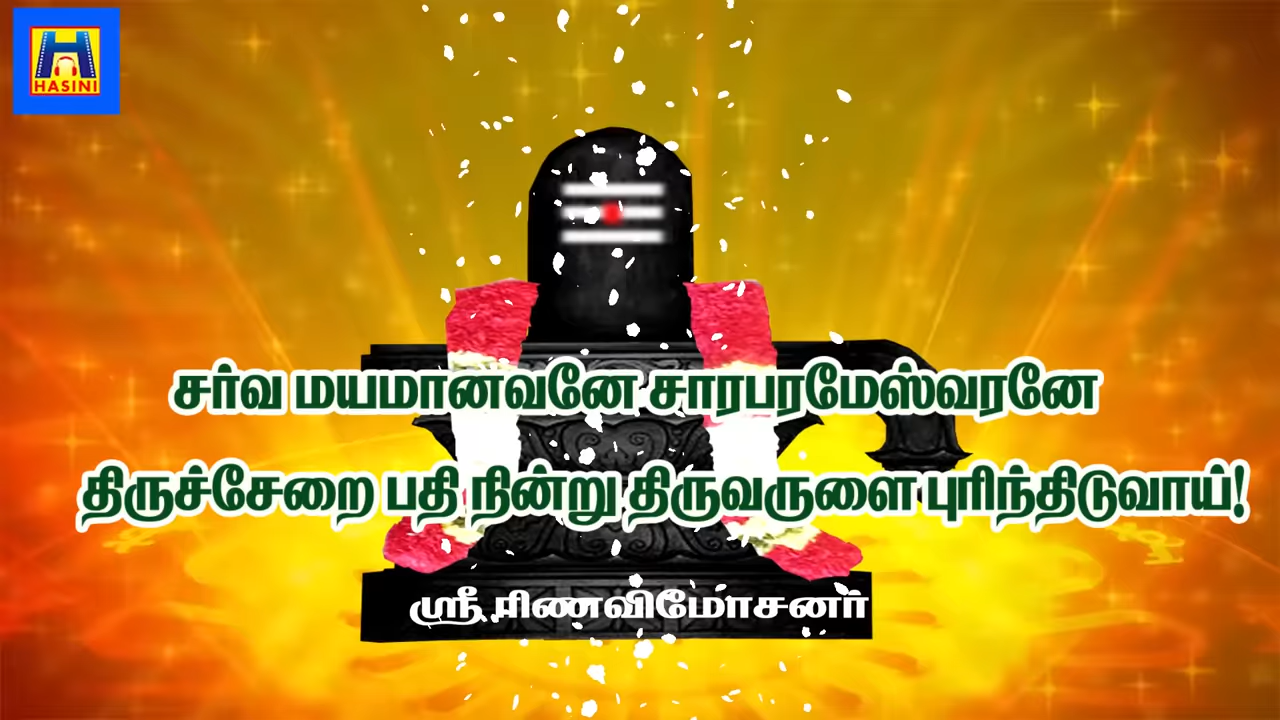 HASINI
சர்வ மயமானவனே சாரபரமேஸ்வரனே
திருச்சேறை பதி நின்று திருவருளை புரிந்திடுவாய்!
ஸ்ரீ ரிணவிமோசனர்